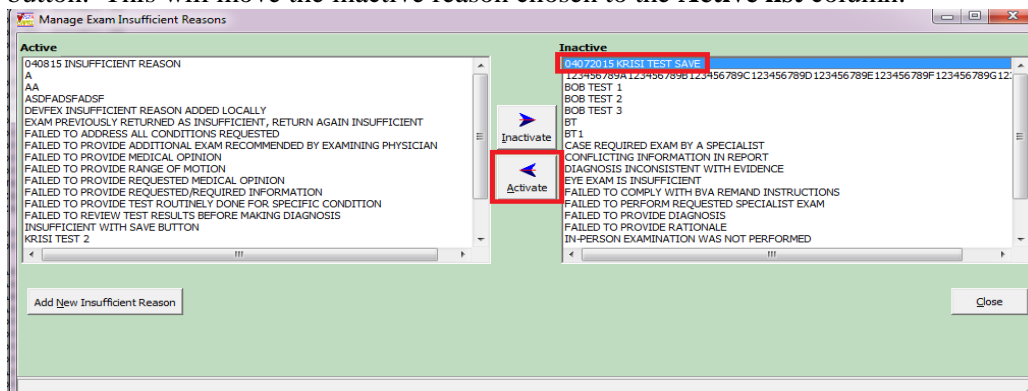 button. This will move the inactive reason chosen to the Active list column.
Manage Exam Insufficient Reasons
Active
040815 INSUFFICIENT REASON
A
AA
ASDFADSFADSF
DEVFEX INSUFFICIENT REASON ADDED LOCALLY
EXAM PREVIOUSLY RETURNED AS INSUFFICIENT, RETURN AGAIN INSUFFICIENT
FAILED TO ADDRESS ALL CONDITIONS REQUESTED
FAILED TO PROVIDE ADDITIONAL EXAM RECOMMENDED BY EXAMINING PHYSICIAN
FAILED TO PROVIDE MEDICAL OPINION
FAILED TO PROVIDE RANGE OF MOTION
FAILED TO PROVIDE REQUESTED MEDICAL OPINION
FAILED TO PROVIDE REQUESTED/REQUIRED INFORMATION
FAILED TO PROVIDE TEST ROUTINELY DONE FOR SPECIFIC CONDITION
FAILED TO REVIEW TEST RESULTS BEFORE MAKING DIAGNOSIS
INSUFFICIENT WITH SAVE BUTTON
KRISI TEST 2
Inactivate
Activate
Inactive
04072015 KRISI TEST SAVE
123456789A123456789B123456789C123456789D123456789E123456789F123456789G12
BOB TEST 1
BOB TEST 2
BOB TEST 3
BT
BT1
CASE REQUIRED EXAM BY A SPECIALIST
CONFLICTING INFORMATION IN REPORT
DIAGNOSIS INCONSISTENT WITH EVIDENCE
EYE EXAM IS INSUFFICIENT
FAILED TO COMPLY WITH BVA REMAND INSTRUCTIONS
FAILED TO PERFORM REQUESTED SPECIALIST EXAM
FAILED TO PROVIDE DIAGNOSIS
FAILED TO PROVIDE RATIONALE
IN-PERSON EXAMINATION WAS NOT PERFORMED
Add New Insufficient Reason
Close